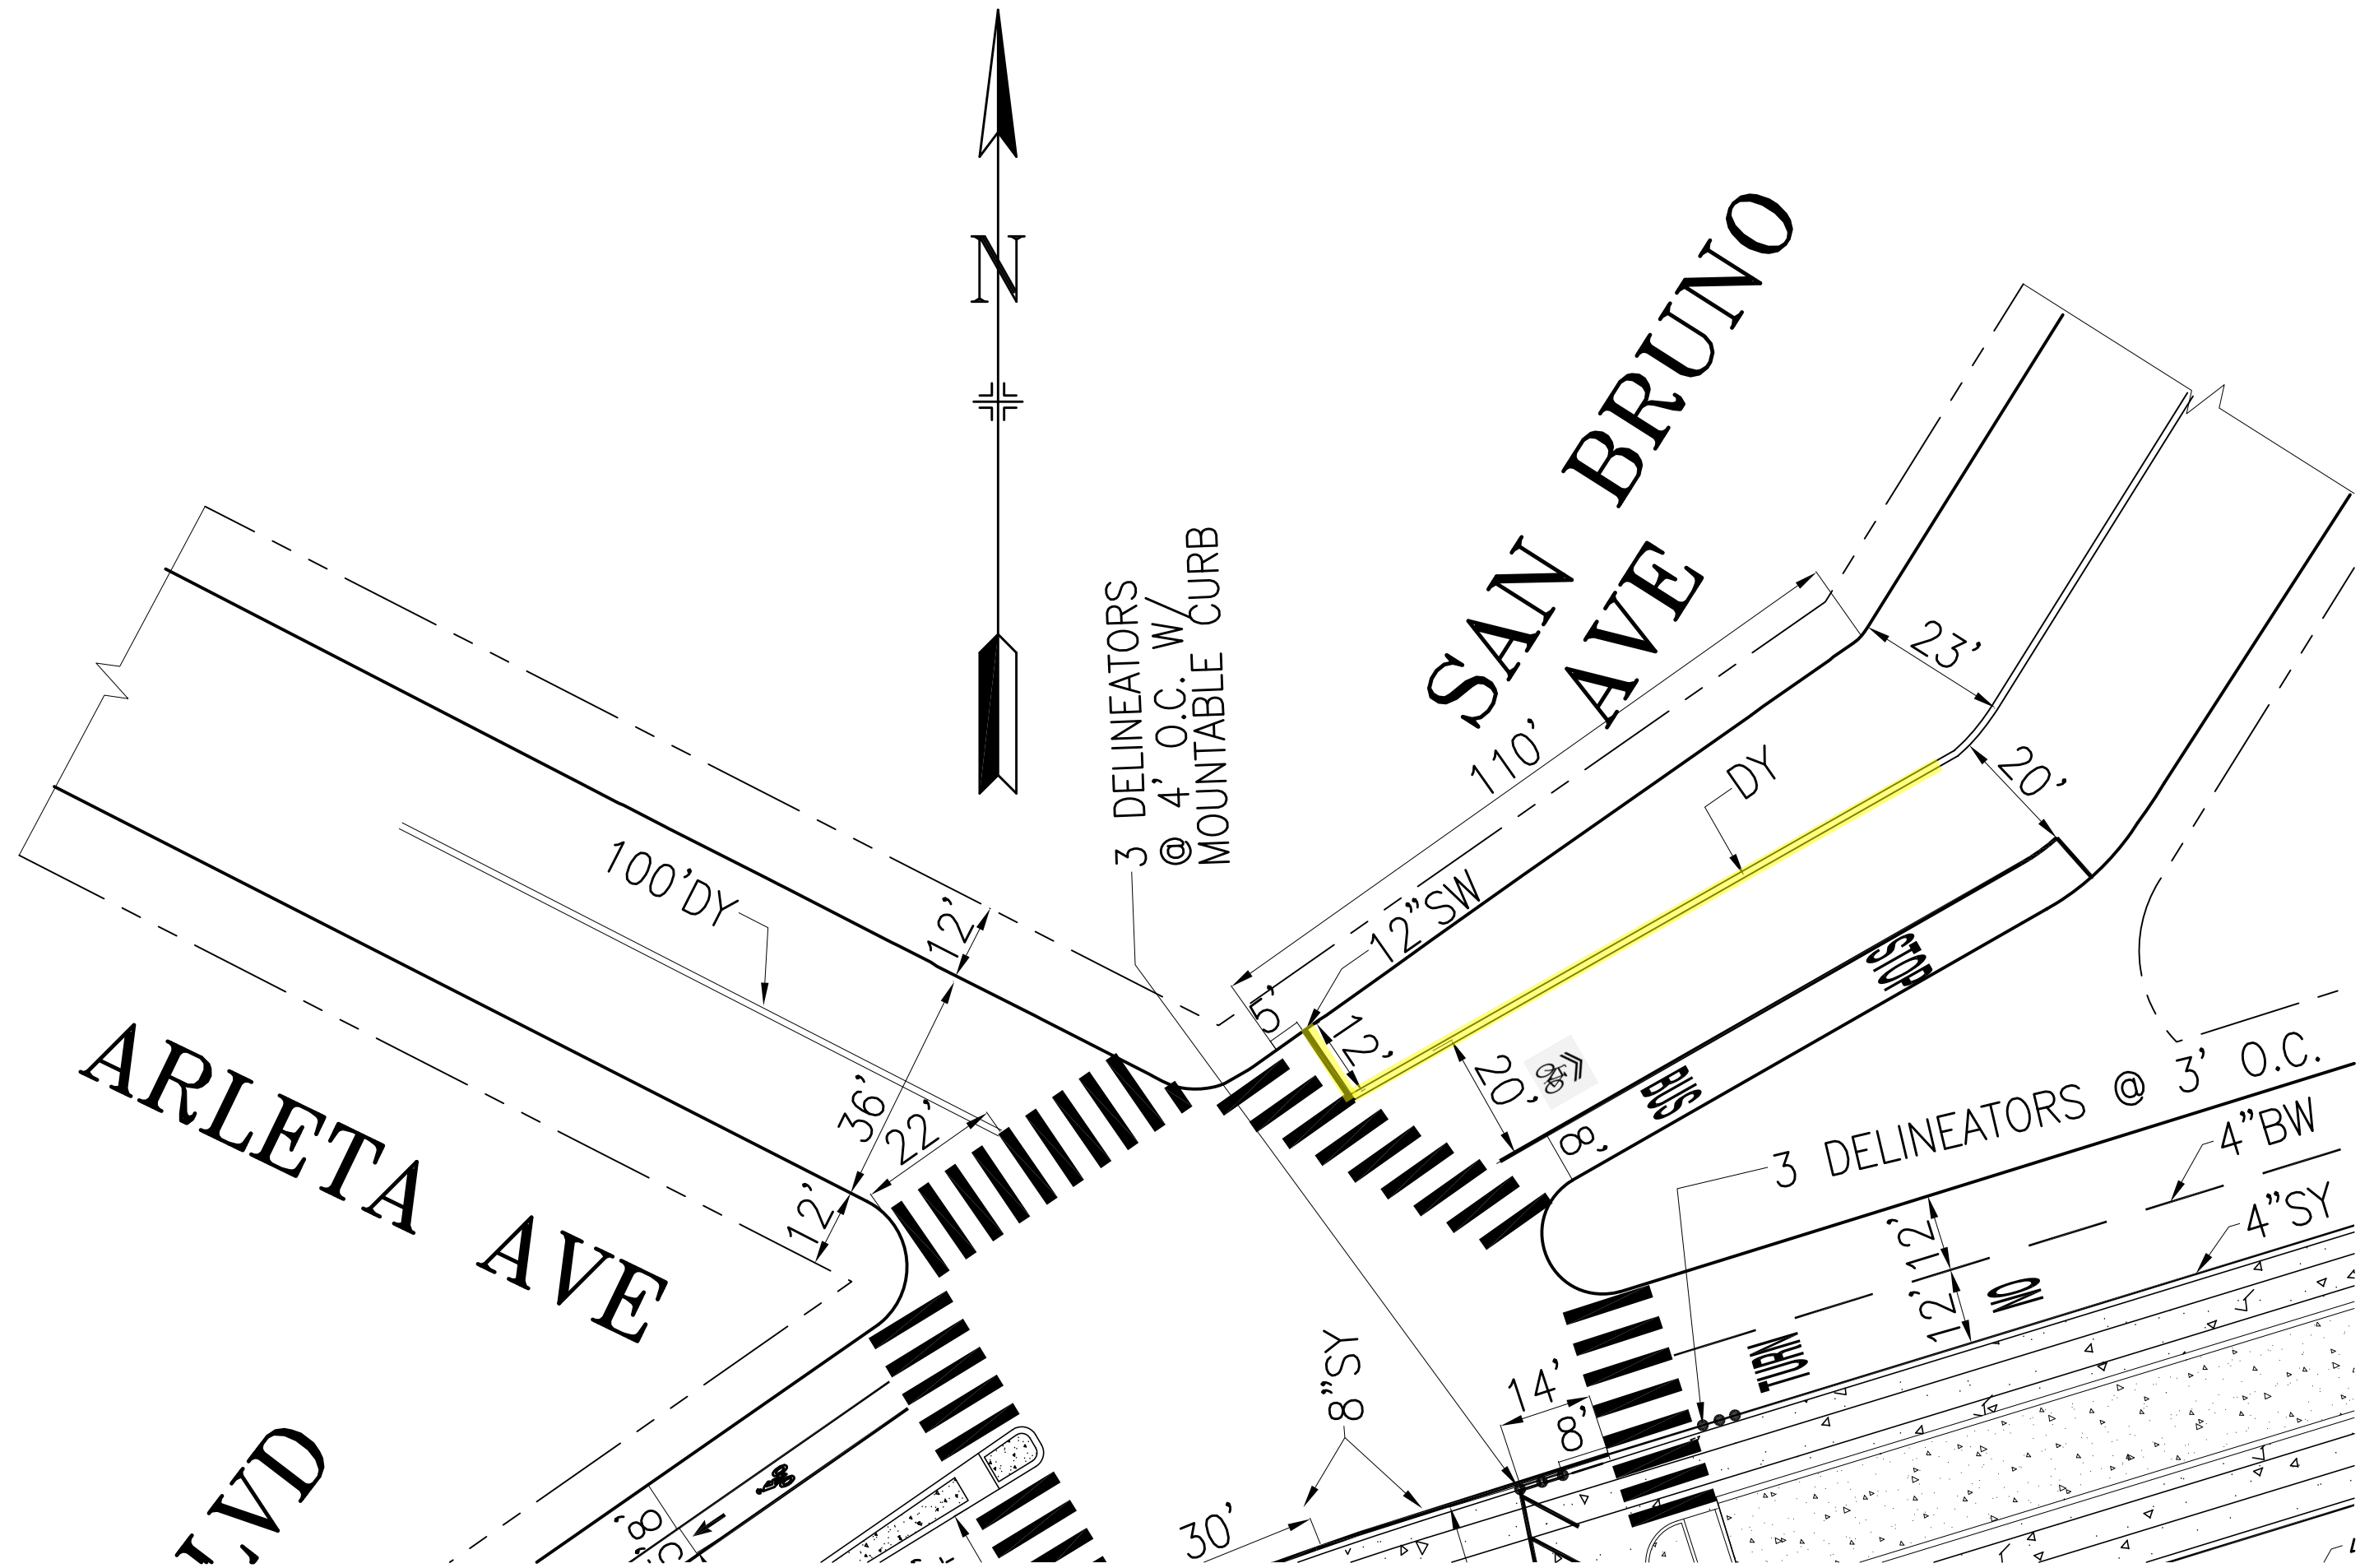 N
SAN BRUNO
AVE
3 DELINEATORS
@ 4' O.C. W/
MOUNTABLE CURB
110'
23'
DY
20'
100'DY
12'
12"SW
5'
12'
STOP
ARLETA AVE
36'
22'
12'
20'
BUS
8'
3 DELINEATORS @ 3' O.C.
4"BW
4"SY
12'
12'
NO
TURN
8"SY
14'
8'
LVD
8'
30'